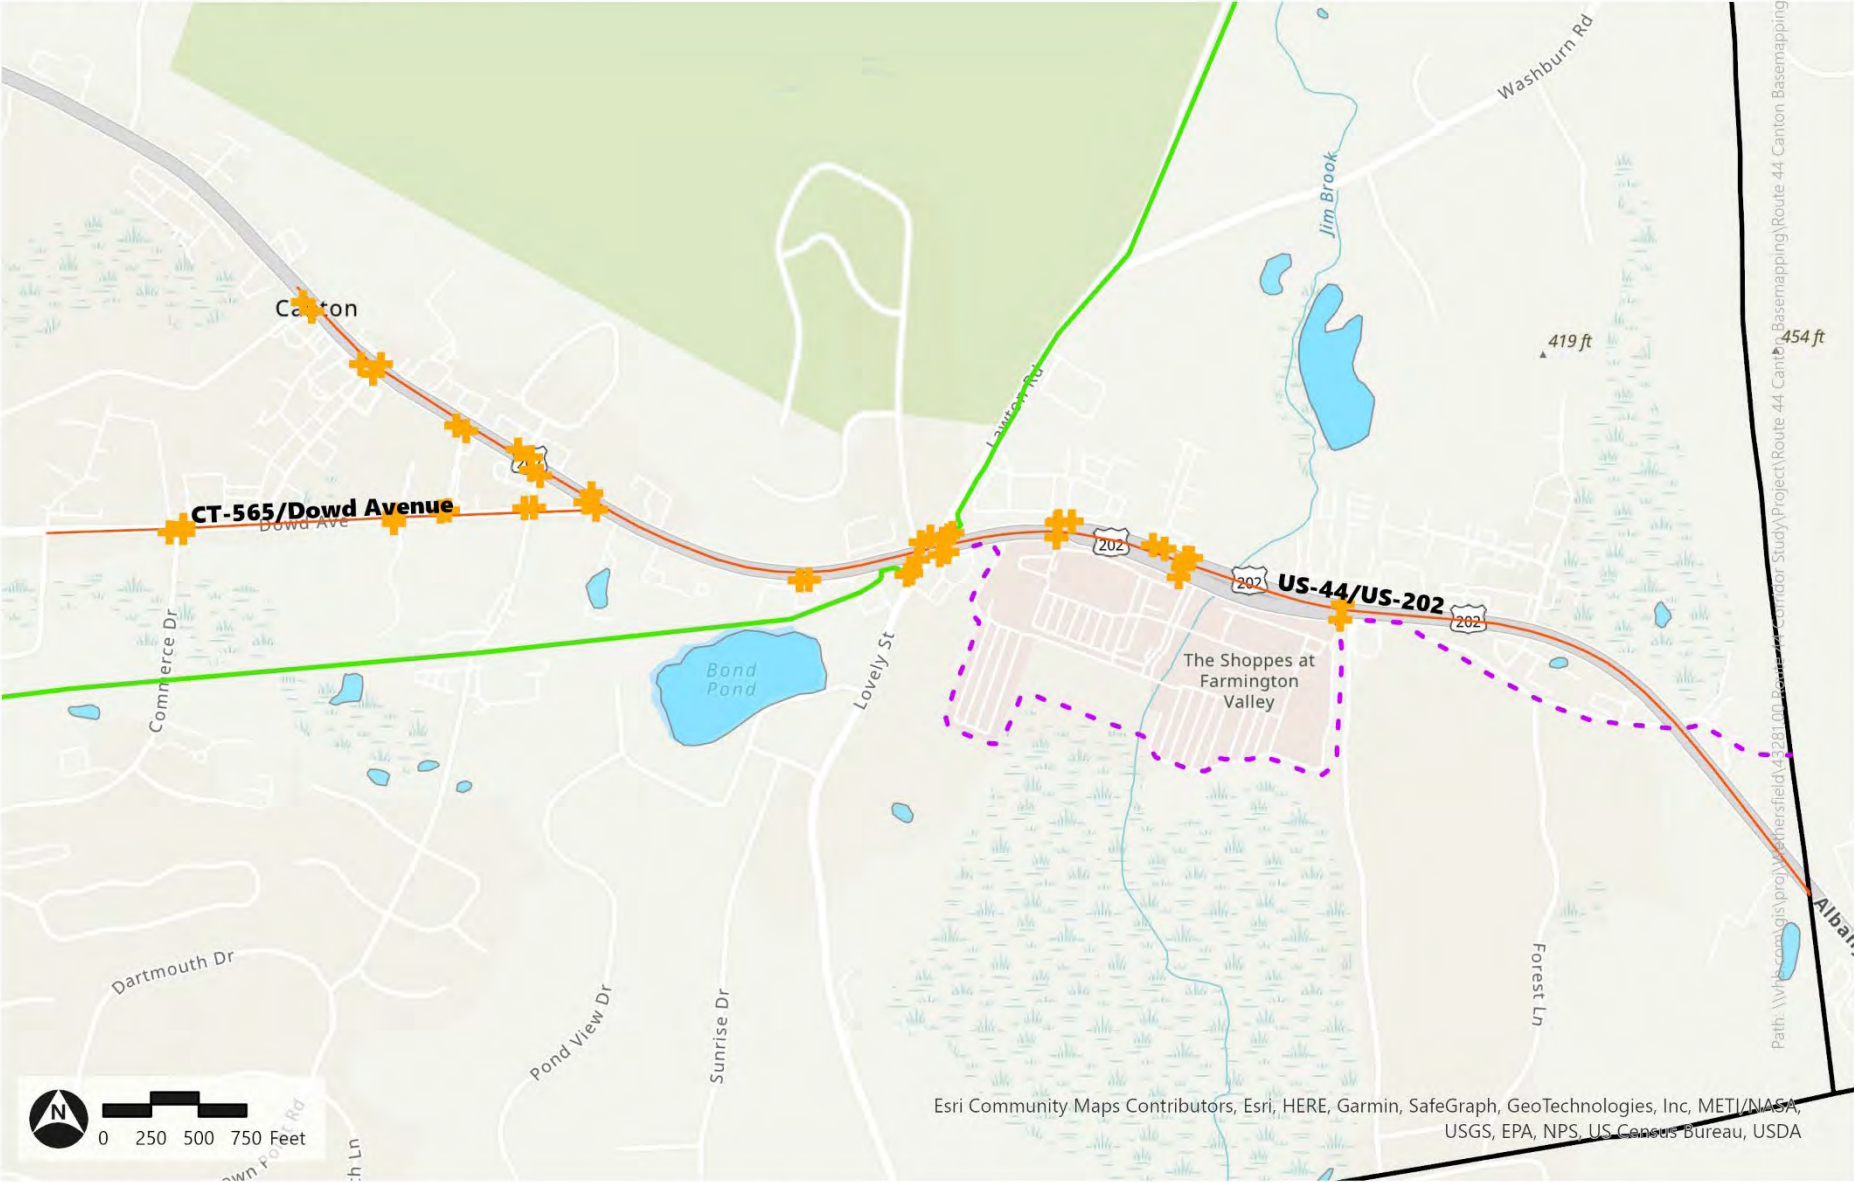 Washburn Rd
Jim Brook
Canton
419 ft
454 ft
Lawton Rd
CT-565/Dowd Avenue
Dowd Ave
202
202
US-44/US-202
202
The Shoppes at
Farmington
Valley
Bond
Pond
Lovely St
Commerce Dr
Dartmouth Dr
Pond View Dr
Sunrise Dr
Forest Ln
N
0 250 500 750 Feet
Esri Community Maps Contributors, Esri, HERE, Garmin, SafeGraph, GeoTechnologies, Inc, METI/NASA,
USGS, EPA, NPS, US Census Bureau, USDA